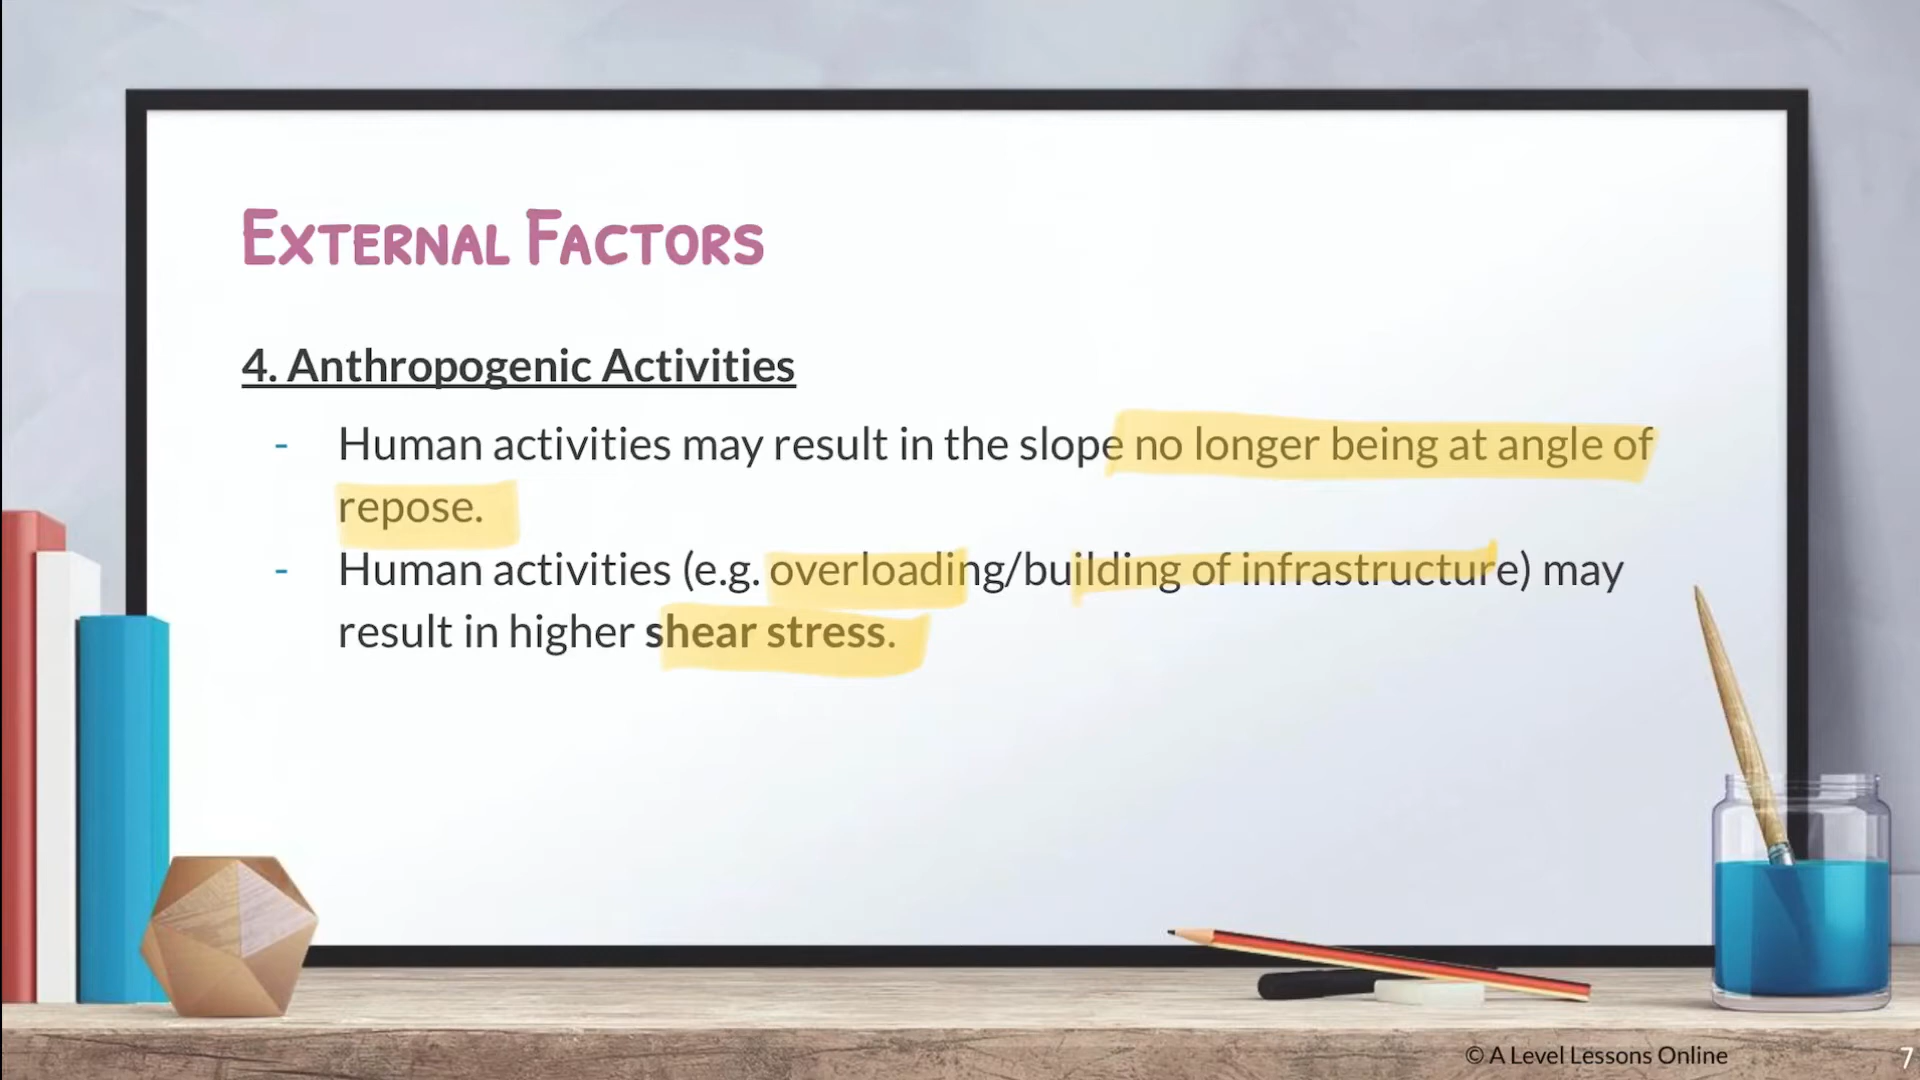 External Factors
4. Anthropogenic Activities
- Human activities may result in the slope no longer being at angle of
repose.
- Human activities (e.g. overloading/building of infrastructure) may
result in higher shear stress.
© A Level Lessons Online
7